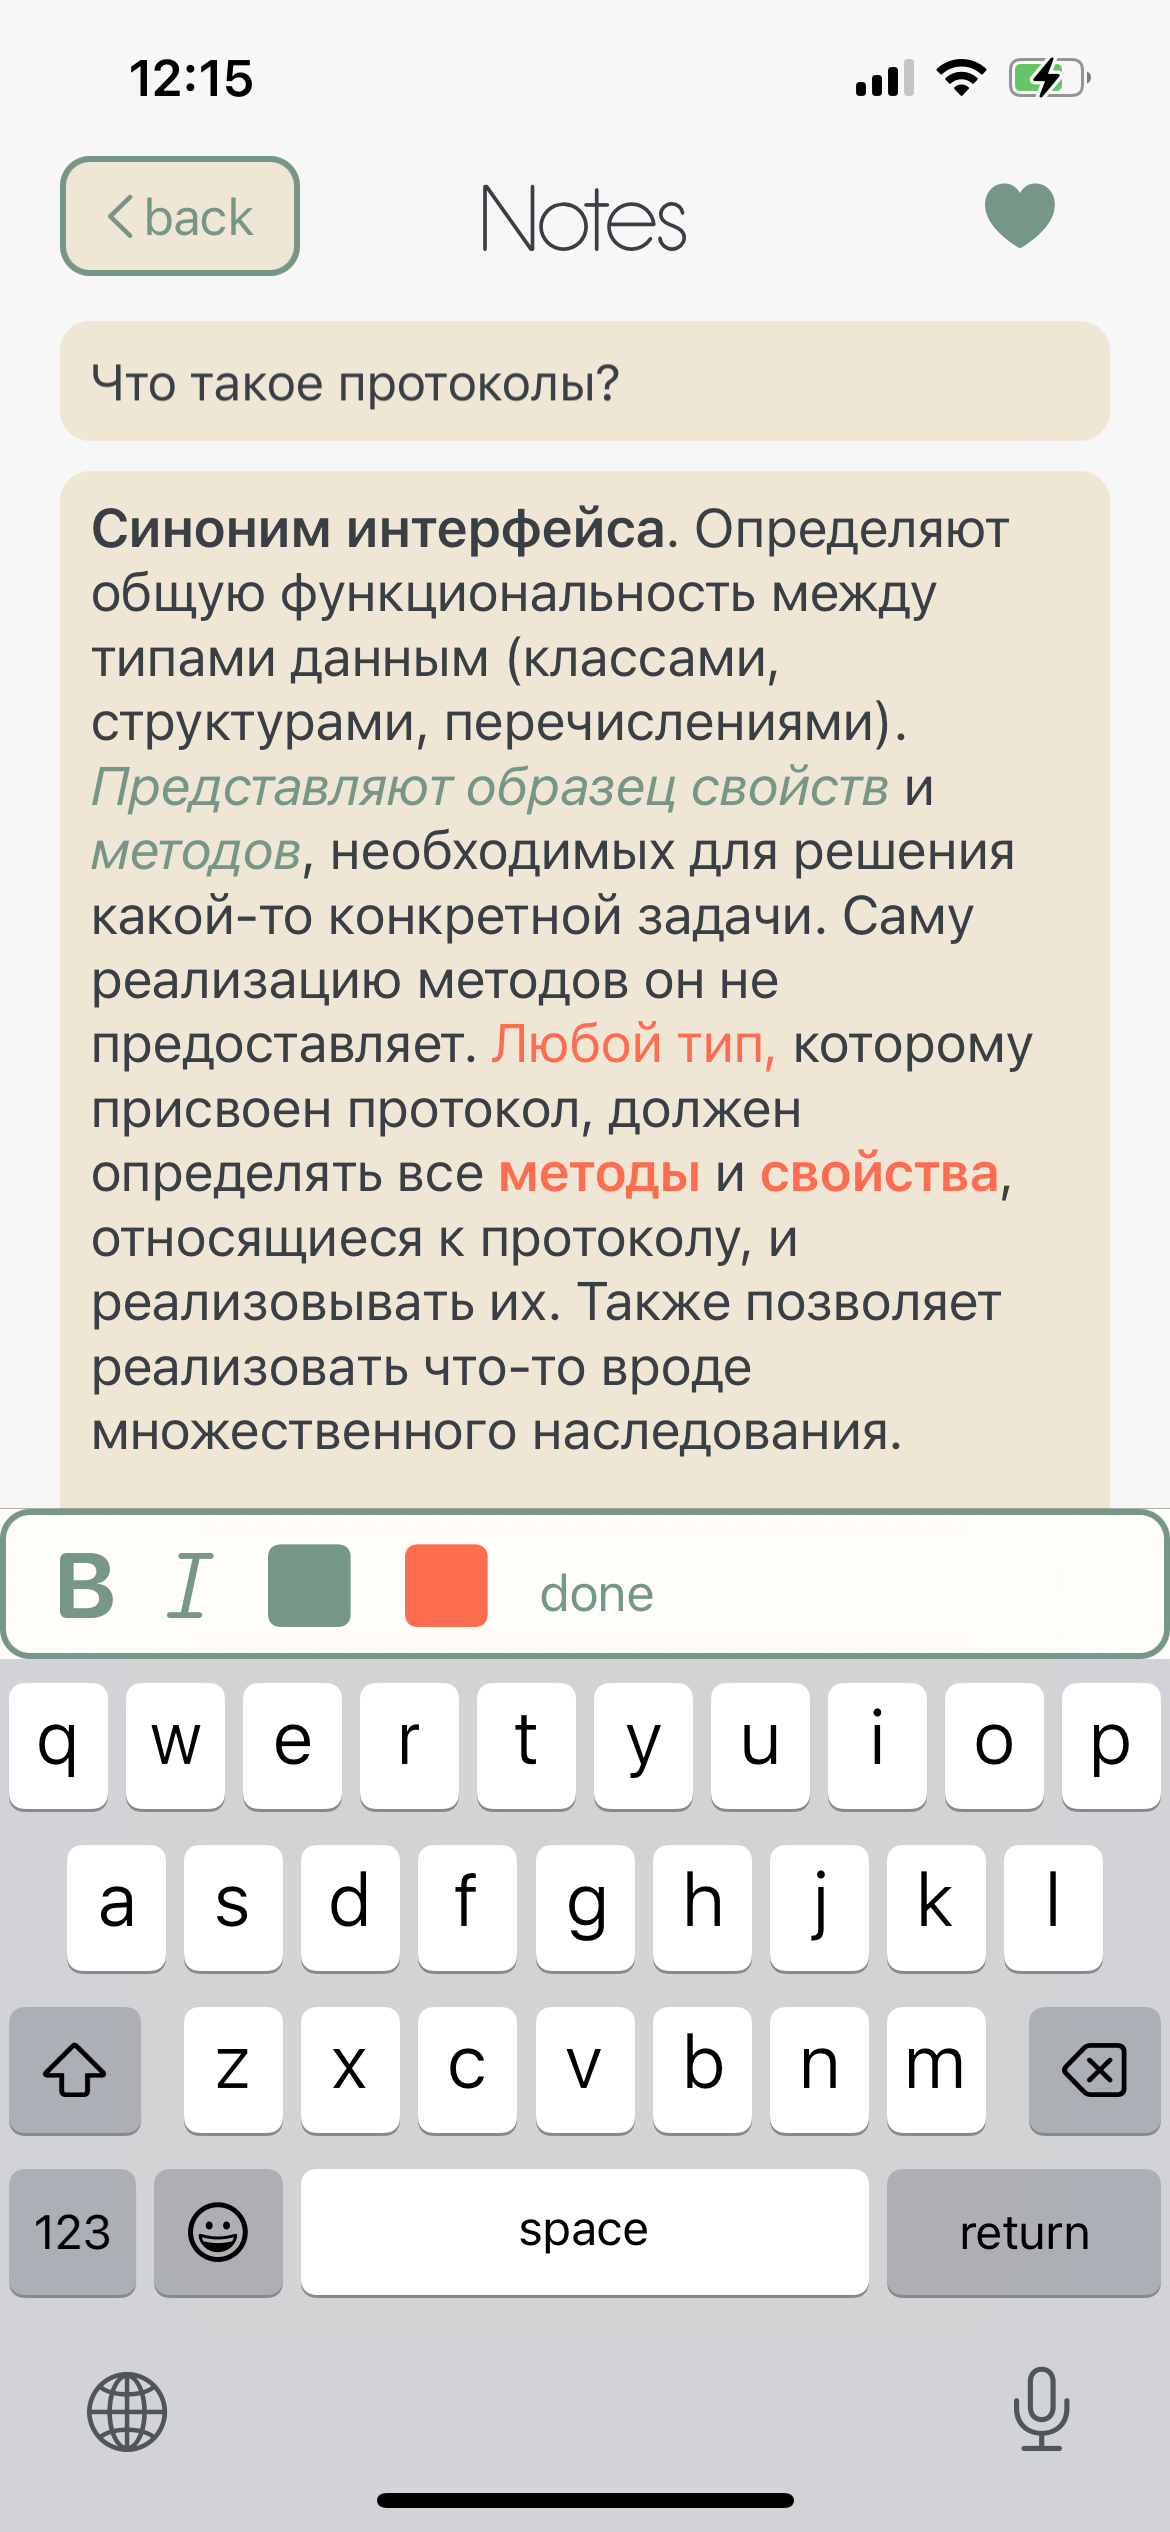 12:15
back
Notes
Что такое протоколы?
Синоним интерфейса. Определяют
общую функциональность между
типами данным (классами,
структурами, перечислениями).
Представляют образец свойств и
методов, необходимых для решения
какой-то конкретной задачи. Саму
реализацию методов он не
предоставляет. Любой тип, которому
присвоен протокол, должен
определять все методы и свойства,
относящиеся к протоколу, и
реализовывать их. Также позволяет
реализовать что-то вроде
множественного наследования.
B I done
q w e r t y u i o p
a s d f g h j k l
z x c v b n m
123 space return